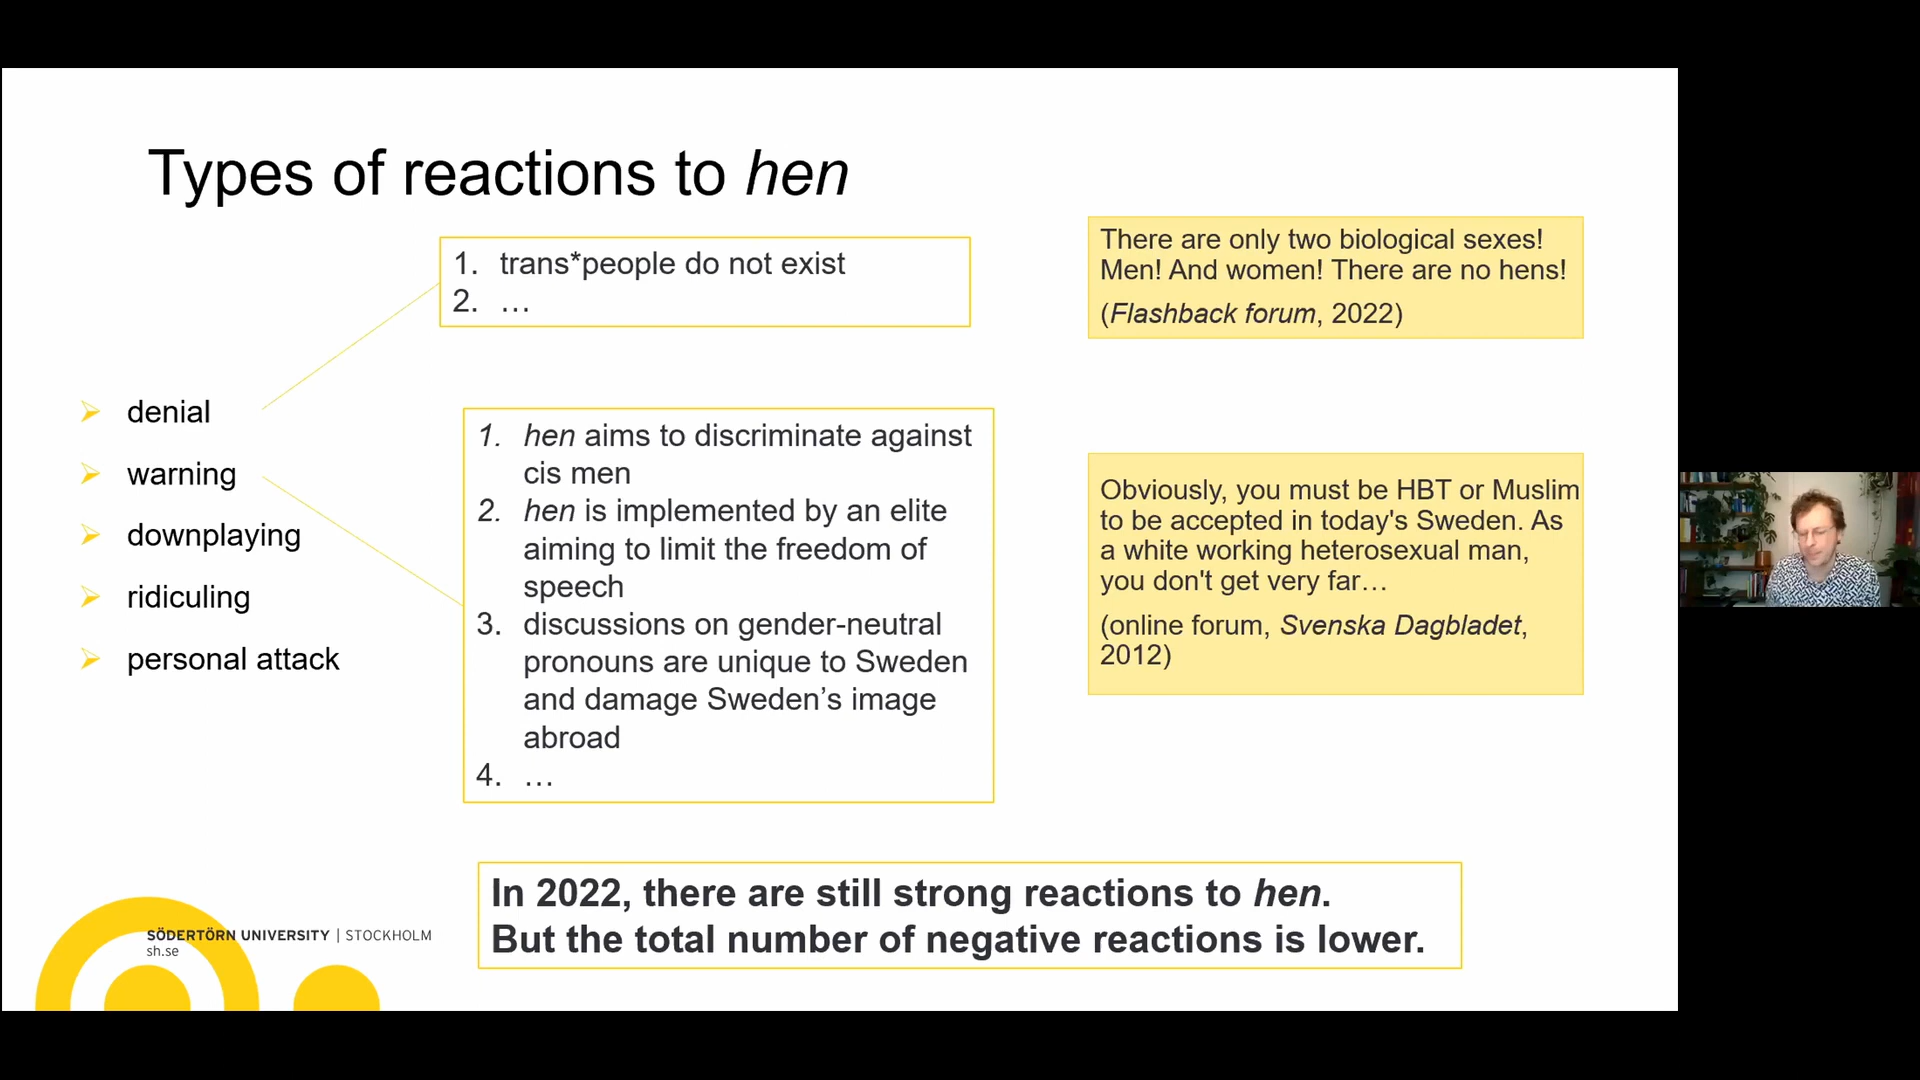 Types of reactions to hen
1. trans*people do not exist
2. …
There are only two biological sexes!
Men! And women! There are no hens!
(Flashback forum, 2022)
denial
warning
downplaying
ridiculing
personal attack
1. hen aims to discriminate against
cis men
2. hen is implemented by an elite
aiming to limit the freedom of
speech
3. discussions on gender-neutral
pronouns are unique to Sweden
and damage Sweden’s image
abroad
4. …
Obviously, you must be HBT or Muslim
to be accepted in today's Sweden. As
a white working heterosexual man,
you don't get very far…
(online forum, Svenska Dagbladet,
2012)
In 2022, there are still strong reactions to hen.
But the total number of negative reactions is lower.
SÖDERTÖRN UNIVERSITY | STOCKHOLM
sh.se